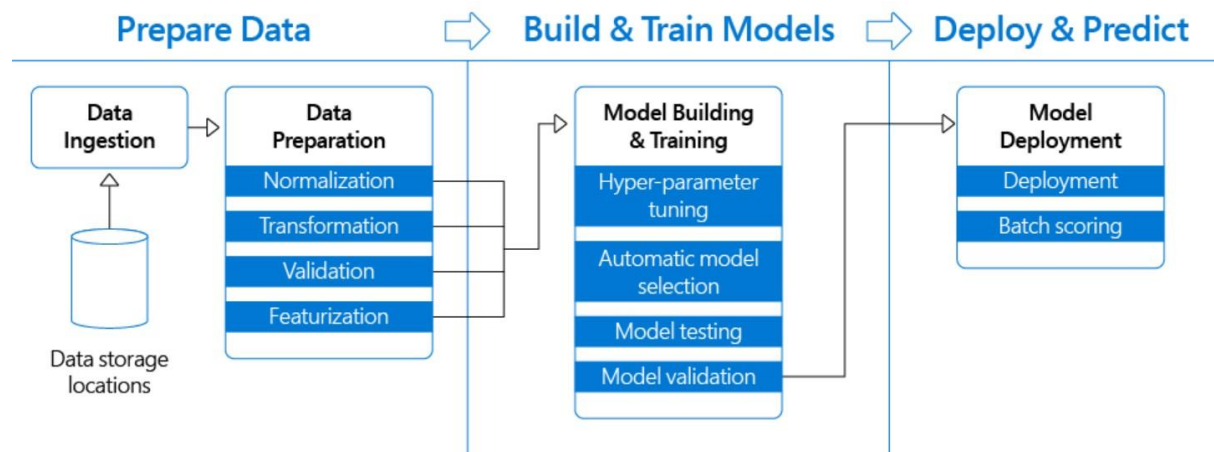 Prepare Data
Build & Train Models
Deploy & Predict
Data
Ingestion
Data storage
locations
Data
Preparation
Normalization
Transformation
Validation
Featurization
Model Building
& Training
Hyper-parameter
tuning
Automatic model
selection
Model testing
Model validation
Model
Deployment
Deployment
Batch scoring